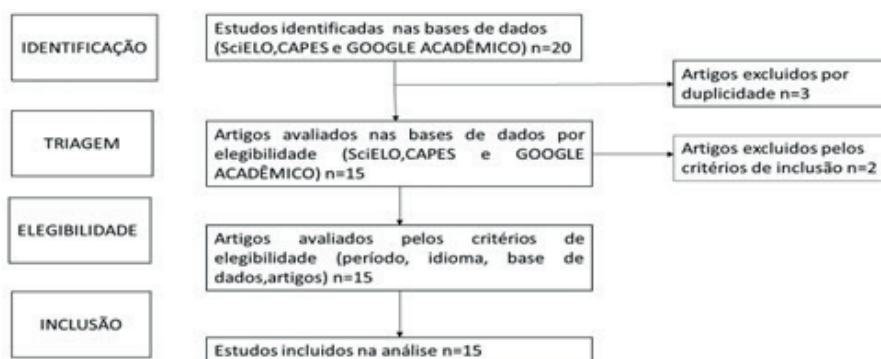 IDENTIFICAÇÃO
Estudos identificadas nas bases de dados
(SciELO,CAPES e GOOGLE ACADÊMICO) n=20
Artigos excluidos por
duplicidade n=3
TRIAGEM
Artigos avaliados nas bases de dados por
elegibilidade (SciELO,CAPES e GOOGLE
ACADÊMICO) n=15
Artigos excluidos pelos
critérios de inclusão n=2
ELEGIBILIDADE
Artigos avaliados pelos critérios de
elegibilidade (período, idioma, base de
dados,artigos) n=15
INCLUSÃO
Estudos incluidos na análise n=15